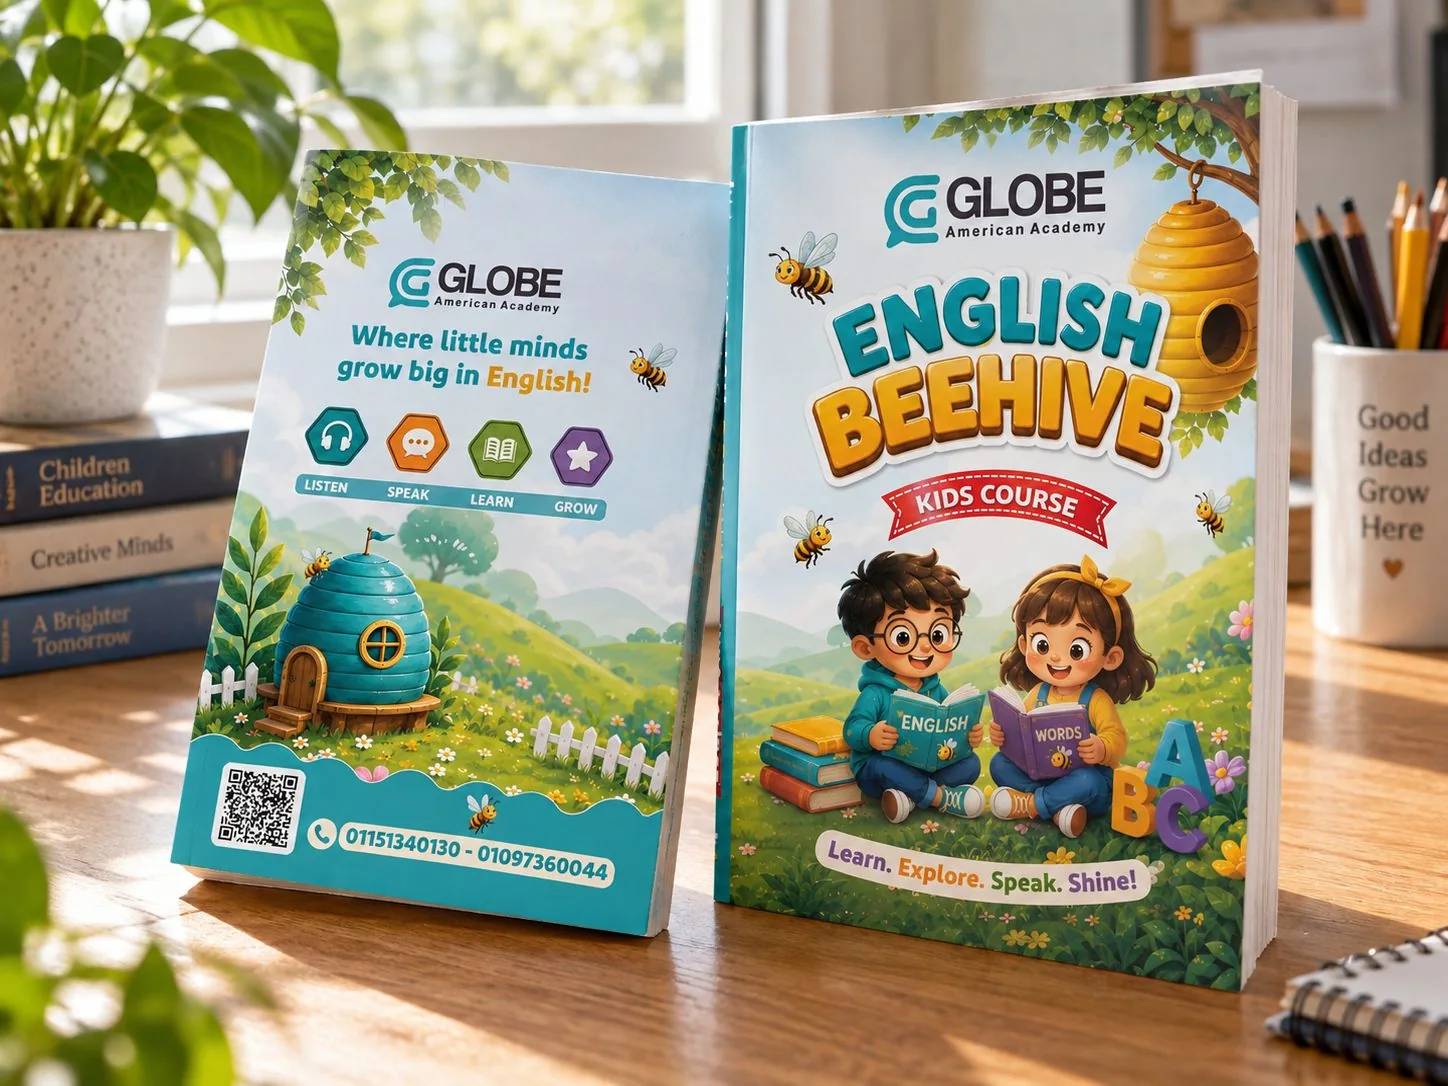 GLOBE
American Academy
Where little minds
grow big in English!
LISTEN SPEAK LEARN GROW
01151340130 - 01097360044
GLOBE
American Academy
ENGLISH
BEEHIVE
KIDS COURSE
ENGLISH
WORDS
A
B
C
Learn. Explore. Speak. Shine!
Children
Education
Creative Minds
A Brighter
Tomorrow
Good
Ideas
Grow
Here